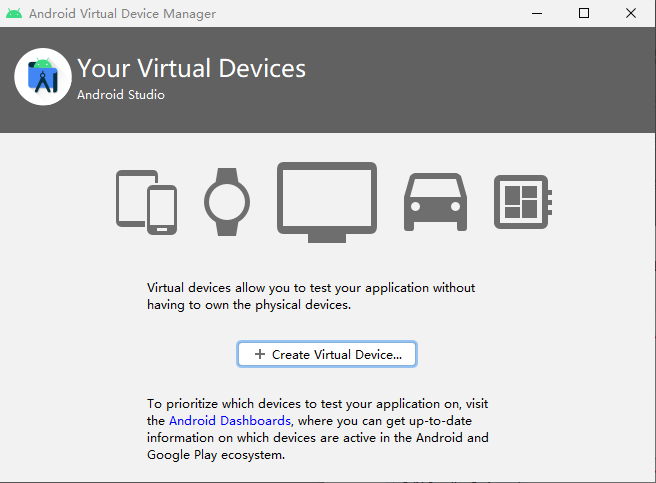 Android Virtual Device Manager
Your Virtual Devices
Android Studio
Virtual devices allow you to test your application without
having to own the physical devices.
+ Create Virtual Device...
To prioritize which devices to test your application on, visit
the Android Dashboards, where you can get up-to-date
information on which devices are active in the Android and
Google Play ecosystem.